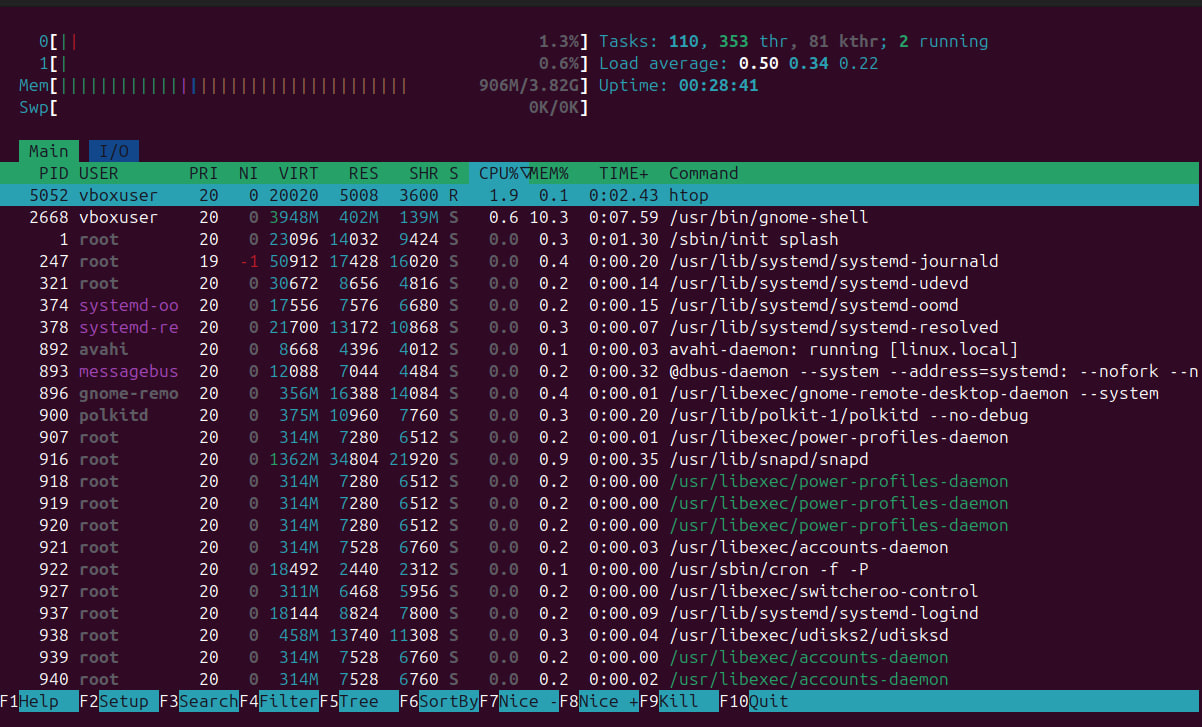 0[|| 1.3%] Tasks: 110, 353 thr, 81 kthr; 2 running
1[| 0.6%] Load average: 0.50 0.34 0.22
Mem[||||||||||||||||||||||||||||||||||| 906M/3.82G] Uptime: 00:28:41
Swp[ 0K/0K]
Main I/O
PID USER PRI NI VIRT RES SHR S CPU%▽MEM% TIME+ Command
5052 vboxuser 20 0 20020 5008 3600 R 1.9 0.1 0:02.43 htop
2668 vboxuser 20 0 3948M 402M 139M S 0.6 10.3 0:07.59 /usr/bin/gnome-shell
1 root 20 0 23096 14032 9424 S 0.0 0.3 0:01.30 /sbin/init splash
247 root 19 -1 50912 17428 16020 S 0.0 0.4 0:00.20 /usr/lib/systemd/systemd-journald
321 root 20 0 30672 8656 4816 S 0.0 0.2 0:00.14 /usr/lib/systemd/systemd-udevd
374 systemd-oo 20 0 17556 7576 6680 S 0.0 0.2 0:00.15 /usr/lib/systemd/systemd-oomd
378 systemd-re 20 0 21700 13172 10868 S 0.0 0.3 0:00.07 /usr/lib/systemd/systemd-resolved
892 avahi 20 0 8668 4396 4012 S 0.0 0.1 0:00.03 avahi-daemon: running [linux.local]
893 messagebus 20 0 12088 7044 4484 S 0.0 0.2 0:00.32 @dbus-daemon --system --address=systemd: --nofork --n
896 gnome-remo 20 0 356M 16388 14084 S 0.0 0.4 0:00.01 /usr/libexec/gnome-remote-desktop-daemon --system
900 polkitd 20 0 375M 10960 7760 S 0.0 0.3 0:00.20 /usr/lib/polkit-1/polkitd --no-debug
907 root 20 0 314M 7280 6512 S 0.0 0.2 0:00.01 /usr/libexec/power-profiles-daemon
916 root 20 0 1362M 34804 21920 S 0.0 0.9 0:00.35 /usr/lib/snapd/snapd
918 root 20 0 314M 7280 6512 S 0.0 0.2 0:00.00 /usr/libexec/power-profiles-daemon
919 root 20 0 314M 7280 6512 S 0.0 0.2 0:00.00 /usr/libexec/power-profiles-daemon
920 root 20 0 314M 7280 6512 S 0.0 0.2 0:00.00 /usr/libexec/power-profiles-daemon
921 root 20 0 314M 7528 6760 S 0.0 0.2 0:00.03 /usr/libexec/accounts-daemon
922 root 20 0 18492 2440 2312 S 0.0 0.1 0:00.00 /usr/sbin/cron -f -P
927 root 20 0 311M 6468 5956 S 0.0 0.2 0:00.00 /usr/libexec/switcheroo-control
937 root 20 0 18144 8824 7800 S 0.0 0.2 0:00.09 /usr/lib/systemd/systemd-logind
938 root 20 0 458M 13740 11308 S 0.0 0.3 0:00.04 /usr/libexec/udisks2/udisksd
939 root 20 0 314M 7528 6760 S 0.0 0.2 0:00.00 /usr/libexec/accounts-daemon
940 root 20 0 314M 7528 6760 S 0.0 0.2 0:00.02 /usr/libexec/accounts-daemon
F1Help F2Setup F3SearchF4FilterF5Tree F6SortByF7Nice -F8Nice +F9Kill F10Quit